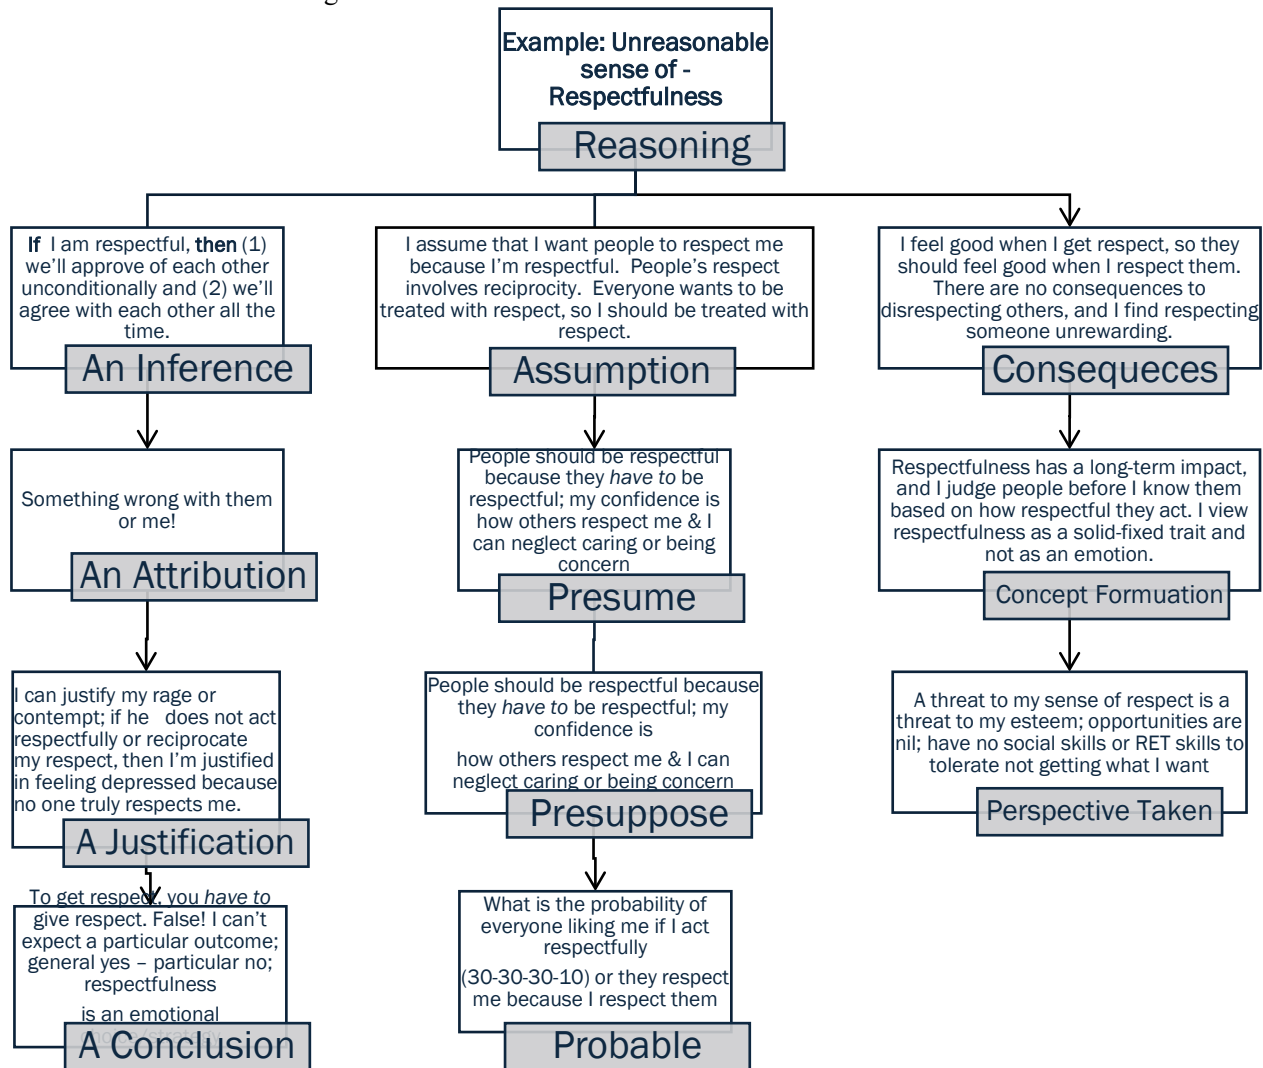 Example: Unreasonable
sense of -
Respectfulness
Reasoning
If I am respectful, then (1)
we'll approve of each other
unconditionally and (2) we'll
agree with each other all the
time.
An Inference
I assume that I want people to respect me
because I'm respectful. People's respect
involves reciprocity. Everyone wants to be
treated with respect, so I should be treated with
respect.
Assumption
I feel good when I get respect, so they
should feel good when I respect them.
There are no consequences to
disrespecting others, and I find respecting
someone unrewarding.
Consequeces
Something wrong with them
or me!
An Attribution
People should be respectful
because they have to be
respectful; my confidence is
how others respect me & I
can neglect caring or being
concern
Presume
Respectfulness has a long-term impact,
and I judge people before I know them
based on how respectful they act. I view
respectfulness as a solid-fixed trait and
not as an emotion.
Concept Formuation
I can justify my rage or
contempt; if he does not act
respectfully or reciprocate
my respect, then I'm justified
in feeling depressed because
no one truly respects me.
A Justification
People should be respectful because
they have to be respectful; my
confidence is
how others respect me & I can
neglect caring or being concern
Presuppose
A threat to my sense of respect is a
threat to my esteem; opportunities are
nil; have no social skills or RET skills to
tolerate not getting what I want
Perspective Taken
To get respect, you have to
give respect. False! I can't
expect a particular outcome;
general yes – particular no;
respectfulness
is an emotional
choice/strategy
A Conclusion
What is the probability of
everyone liking me if I act
respectfully
(30-30-30-10) or they respect
me because I respect them
Probable